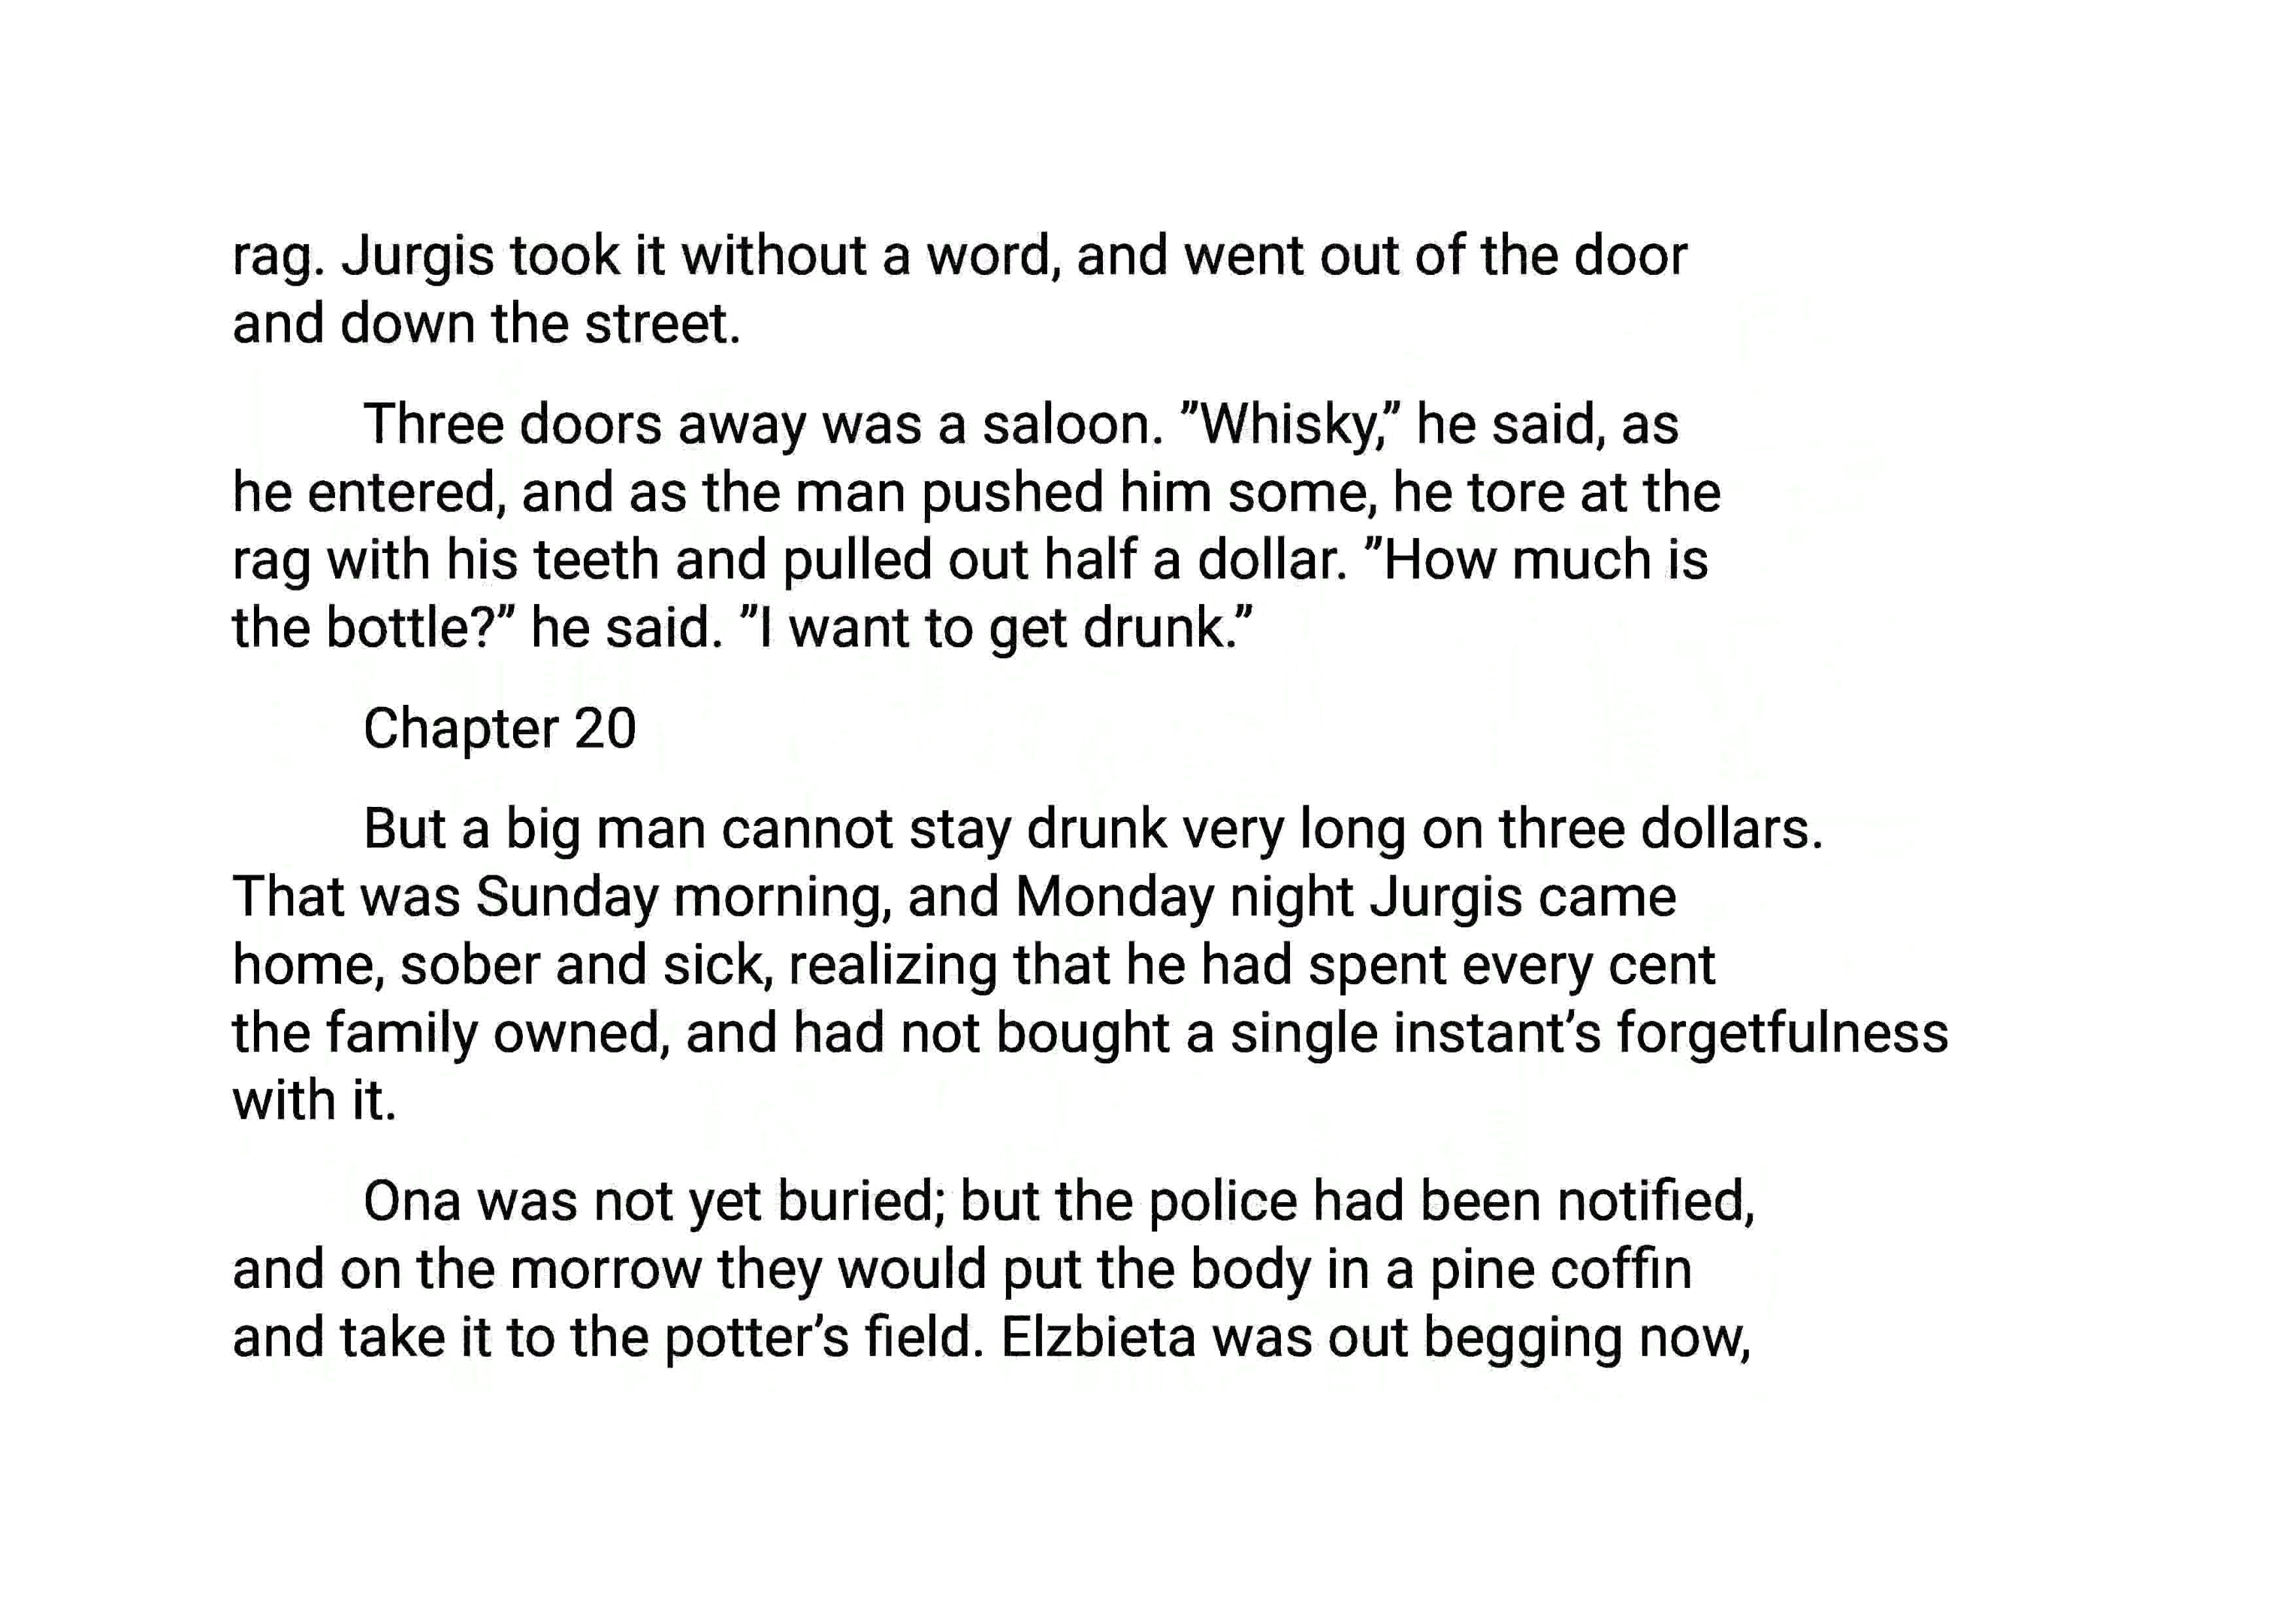 rag. Jurgis took it without a word, and went out of the door
and down the street.
Three doors away was a saloon. ”Whisky,” he said, as
he entered, and as the man pushed him some, he tore at the
rag with his teeth and pulled out half a dollar. ”How much is
the bottle?” he said. ”I want to get drunk.”
Chapter 20
But a big man cannot stay drunk very long on three dollars.
That was Sunday morning, and Monday night Jurgis came
home, sober and sick, realizing that he had spent every cent
the family owned, and had not bought a single instant’s forgetfulness
with it.
Ona was not yet buried; but the police had been notified,
and on the morrow they would put the body in a pine coffin
and take it to the potter’s field. Elzbieta was out begging now,